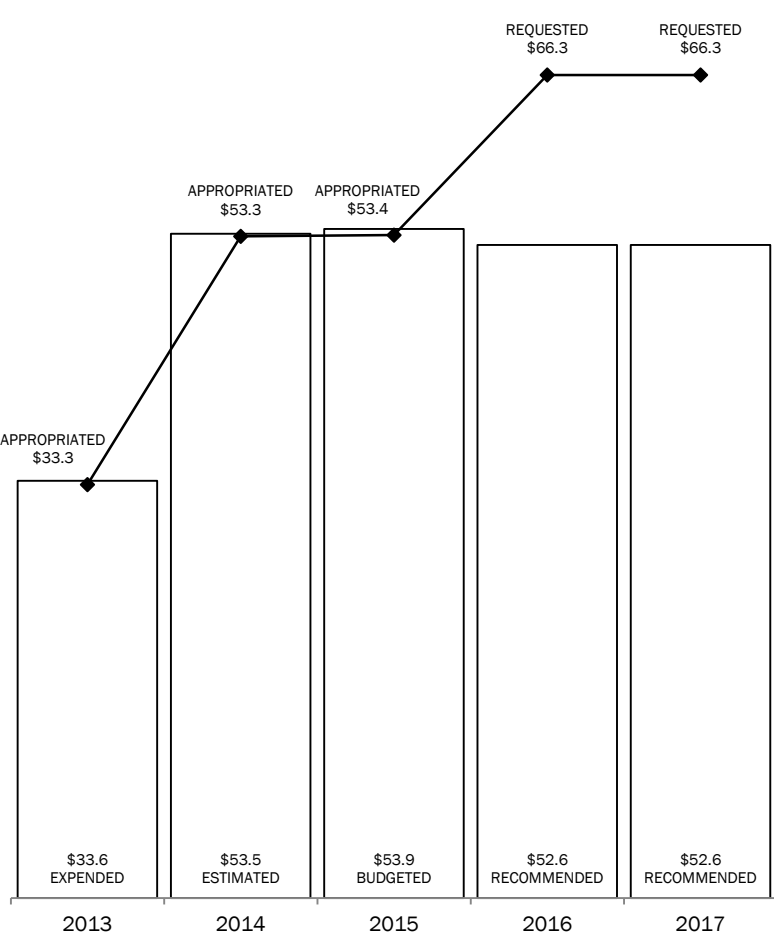 REQUESTED
$66.3
REQUESTED
$66.3
APPROPRIATED
$53.3
APPROPRIATED
$53.4
APPROPRIATED
$33.3
$33.6
EXPENDED
$53.5
ESTIMATED
$53.9
BUDGETED
$52.6
RECOMMENDED
$52.6
RECOMMENDED
2013
2014
2015
2016
2017